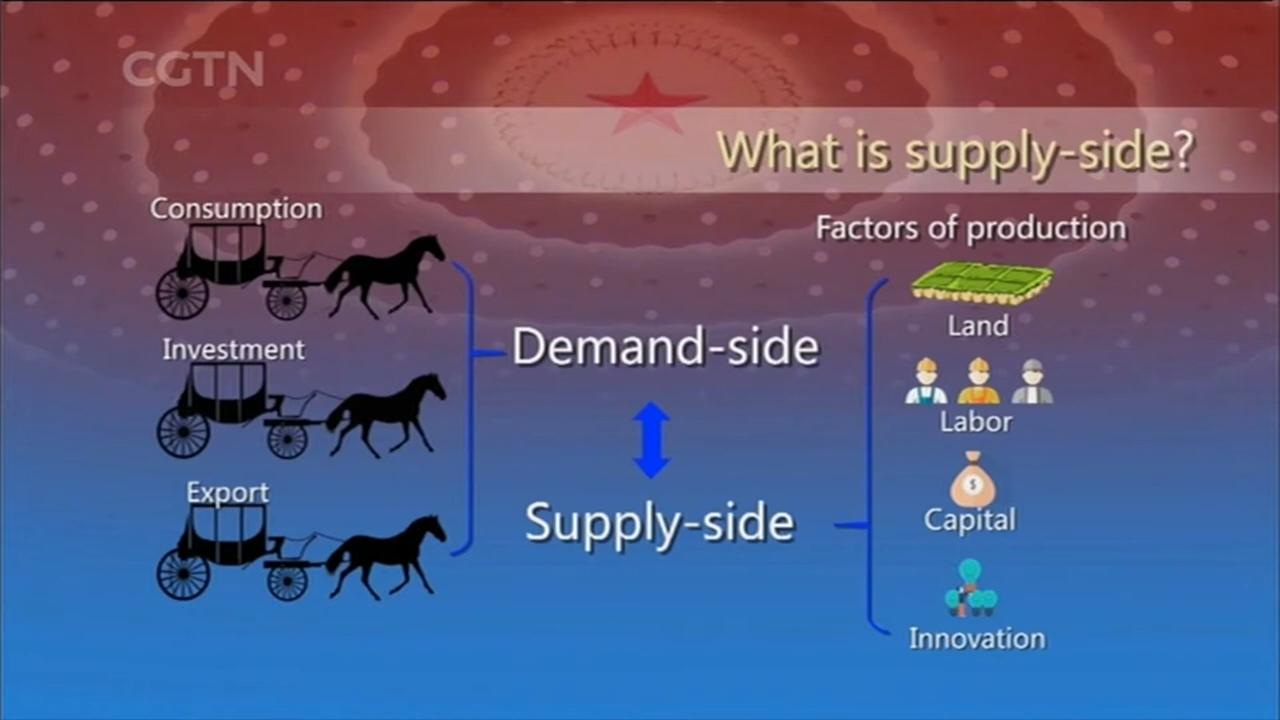 CGTN
What is supply-side?
Consumption
Investment
Export
Demand-side
Supply-side
Factors of production
Land
Labor
$
Capital
Innovation